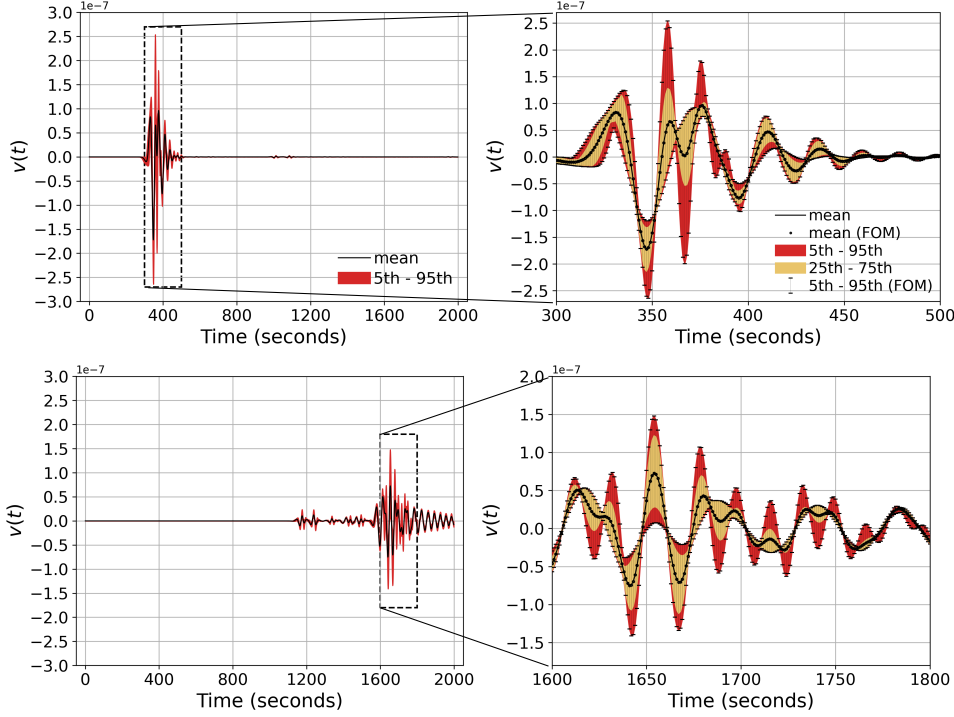 1e−7
3.0
2.5
2.0
1.5
1.0
0.5
0.0
−0.5
−1.0
−1.5
−2.0
−2.5
−3.0
v(t)
0 400 800 1200 1600 2000
Time (seconds)
mean
5th - 95th
1e−7
2.5
2.0
1.5
1.0
0.5
0.0
−0.5
−1.0
−1.5
−2.0
−2.5
v(t)
300 350 400 450 500
Time (seconds)
mean
mean (FOM)
5th - 95th
25th - 75th
5th - 95th (FOM)
1e−7
3.0
2.5
2.0
1.5
1.0
0.5
0.0
−0.5
−1.0
−1.5
−2.0
−2.5
−3.0
v(t)
0 400 800 1200 1600 2000
Time (seconds)
1e−7
2.0
1.5
1.0
0.5
0.0
−0.5
−1.0
−1.5
v(t)
1600 1650 1700 1750 1800
Time (seconds)